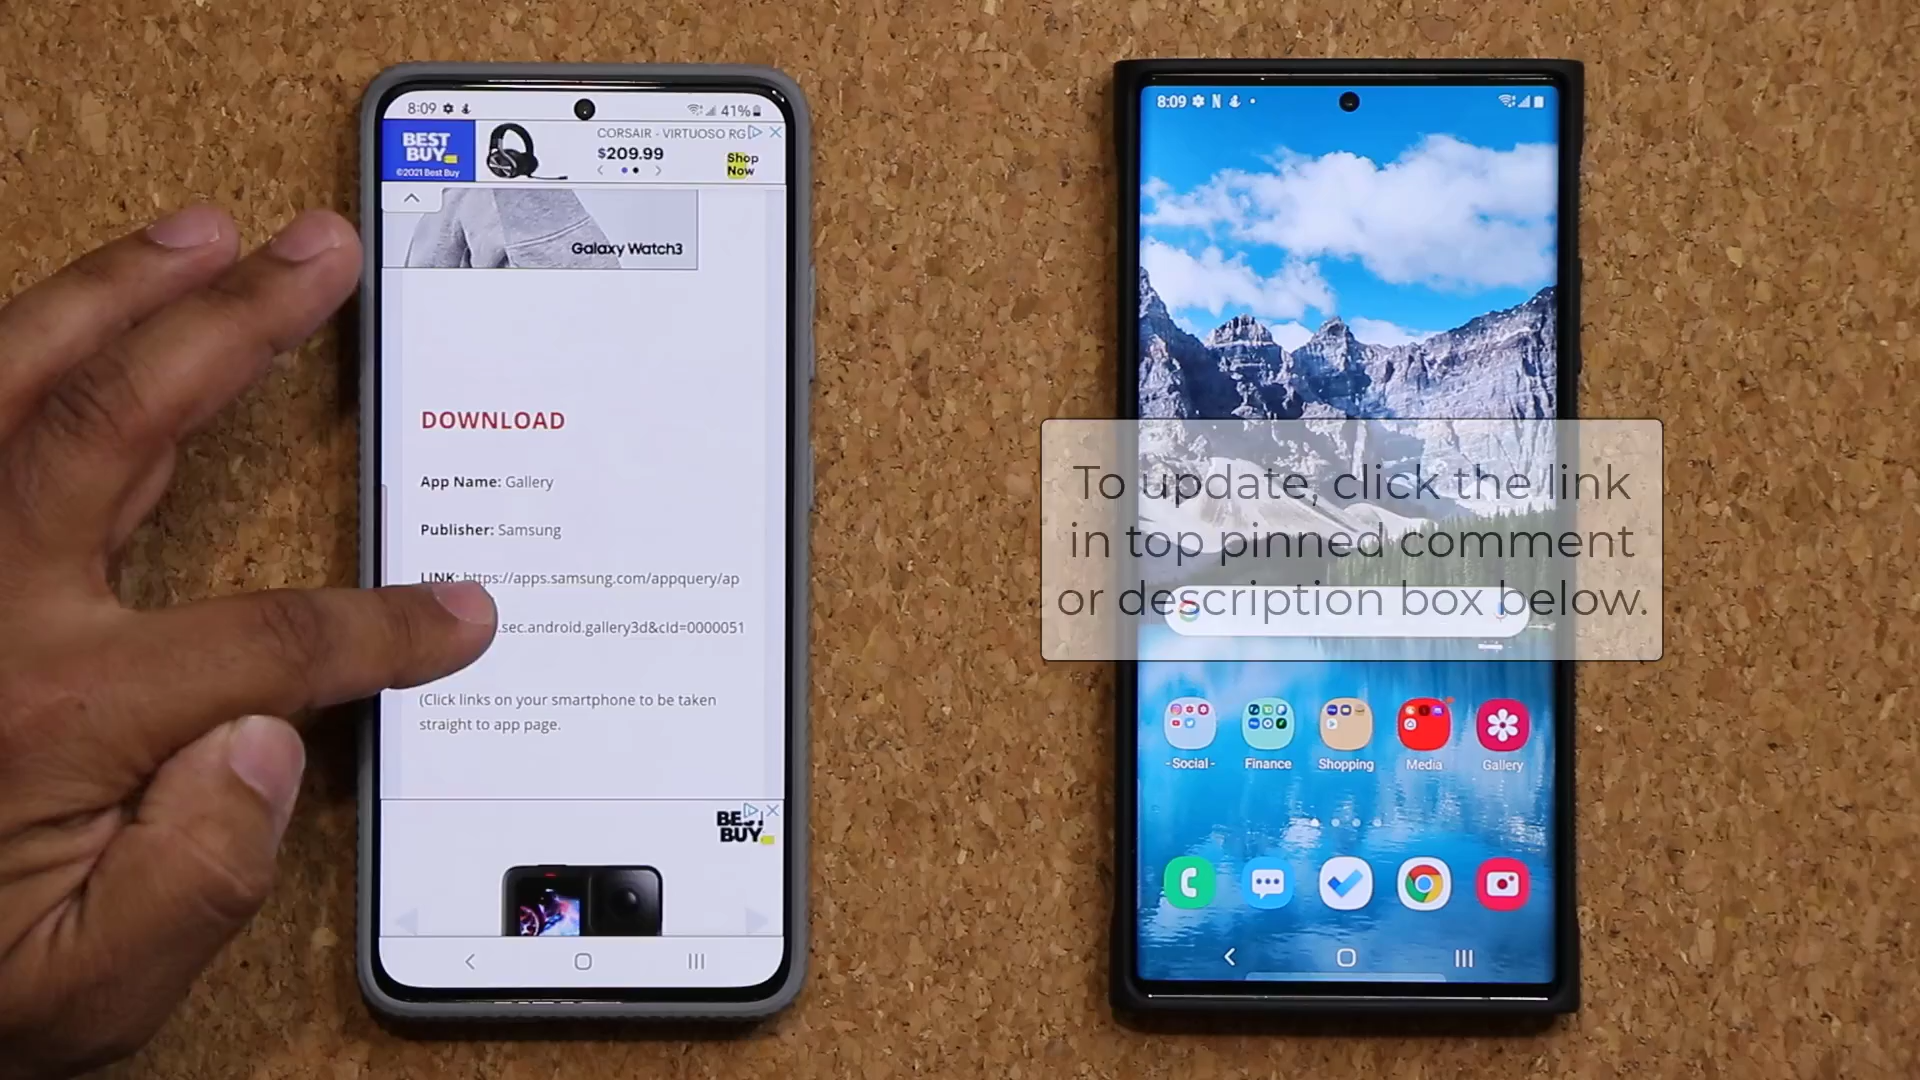 8:09
41%
BEST
BUY
©2021 Best Buy
CORSAIR - VIRTUOSO RG
$209.99
Shop
Now
Galaxy Watch3
DOWNLOAD
App Name: Gallery
Publisher: Samsung
LINK: https://apps.samsung.com/appquery/ap
.sec.android.gallery3d&cId=0000051
(Click links on your smartphone to be taken
straight to app page.
BEST
BUY
8:09 N
To update, click the link
in top pinned comment
or description box below.
- Social -
Finance
Shopping
Media
Gallery